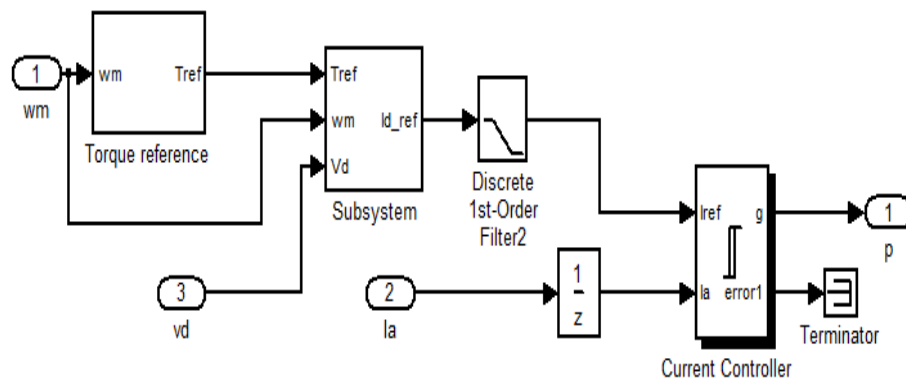 1
wm
wm
Tref
Torque reference
Tref
wm
Vd
Id_ref
Subsystem
Discrete
1st-Order
Filter2
3
vd
2
Ia
1
z
Iref
Ia
g
error1
Current Controller
1
p
Terminator